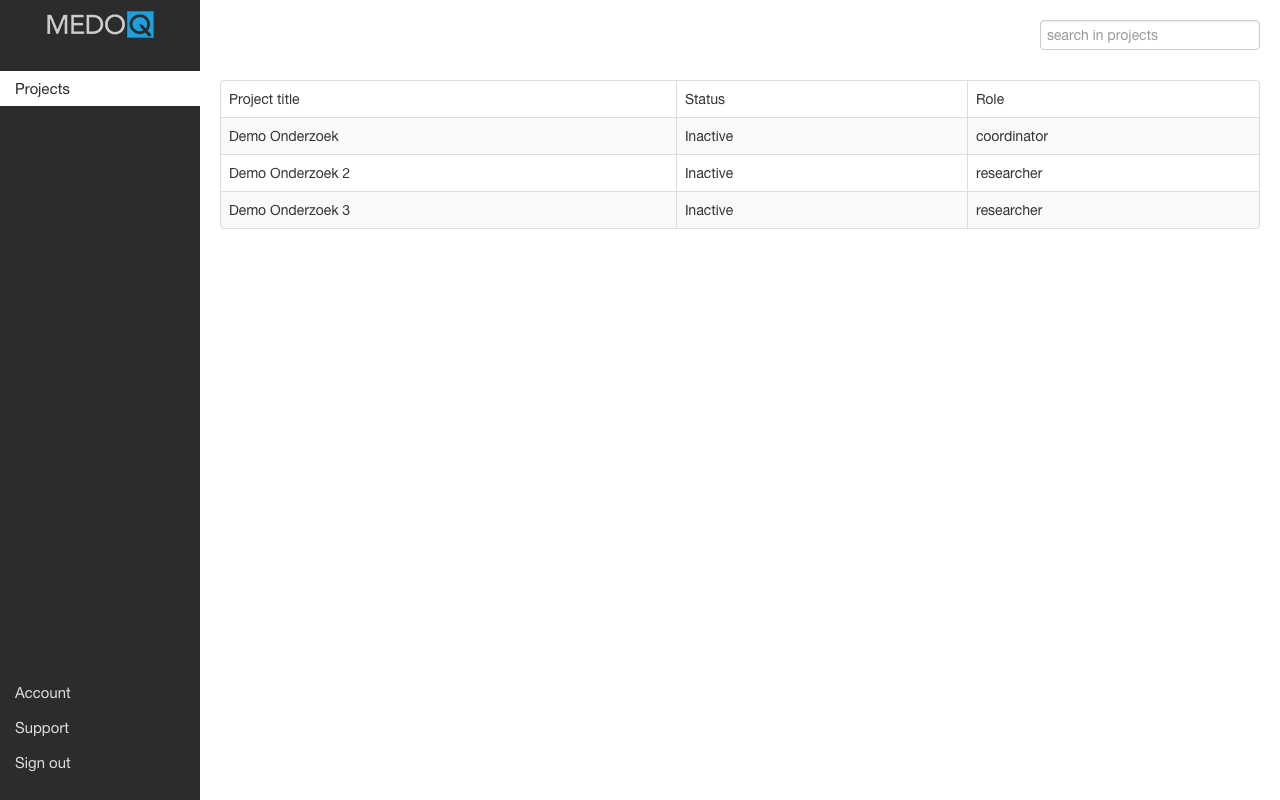 MEDOQ
search in projects
Projects
Project title Status Role
Demo Onderzoek Inactive coordinator
Demo Onderzoek 2 Inactive researcher
Demo Onderzoek 3 Inactive researcher
Account
Support
Sign out